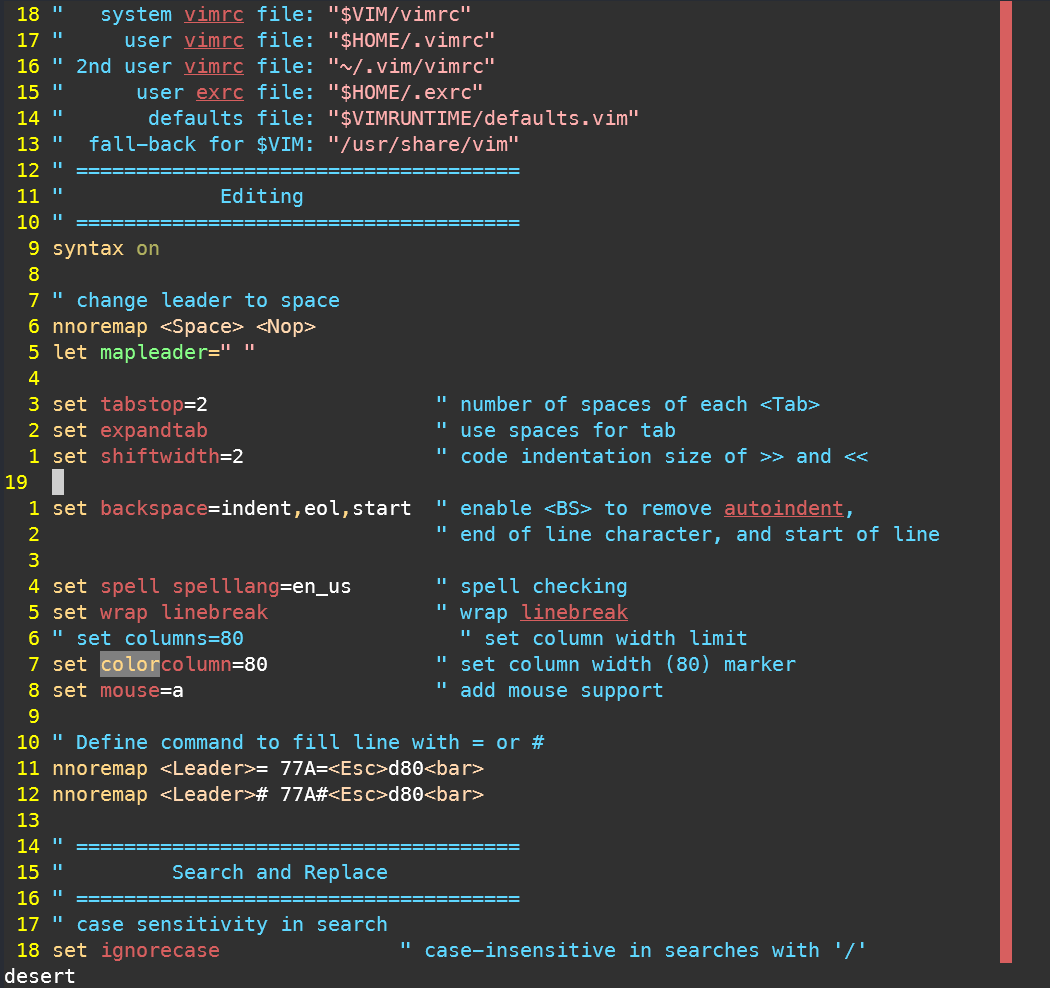 18 "   system vimrc file: "$VIM/vimrc"
17 "     user vimrc file: "$HOME/.vimrc"
16 " 2nd user vimrc file: "~/.vim/vimrc"
15 "      user exrc file: "$HOME/.exrc"
14 "       defaults file: "$VIMRUNTIME/defaults.vim"
13 "  fall-back for $VIM: "/usr/share/vim"
12 " =====================================
11 "             Editing
10 " =====================================
9 syntax on
8
7 " change leader to space
6 nnoremap <Space> <Nop>
5 let mapleader=" "
4
3 set tabstop=2                   " number of spaces of each <Tab>
2 set expandtab                   " use spaces for tab
1 set shiftwidth=2                " code indentation size of >> and <<
19
1 set backspace=indent,eol,start  " enable <BS> to remove autoindent,
2                                 " end of line character, and start of line
3
4 set spell spelllang=en_us       " spell checking
5 set wrap linebreak              " wrap linebreak
6 " set columns=80                  " set column width limit
7 set colorcolumn=80              " set column width (80) marker
8 set mouse=a                     " add mouse support
9
10 " Define command to fill line with = or #
11 nnoremap <Leader>= 77A=<Esc>d80<bar>
12 nnoremap <Leader># 77A#<Esc>d80<bar>
13
14 " =====================================
15 "         Search and Replace
16 " =====================================
17 " case sensitivity in search
18 set ignorecase               " case-insensitive in searches with '/'
desert